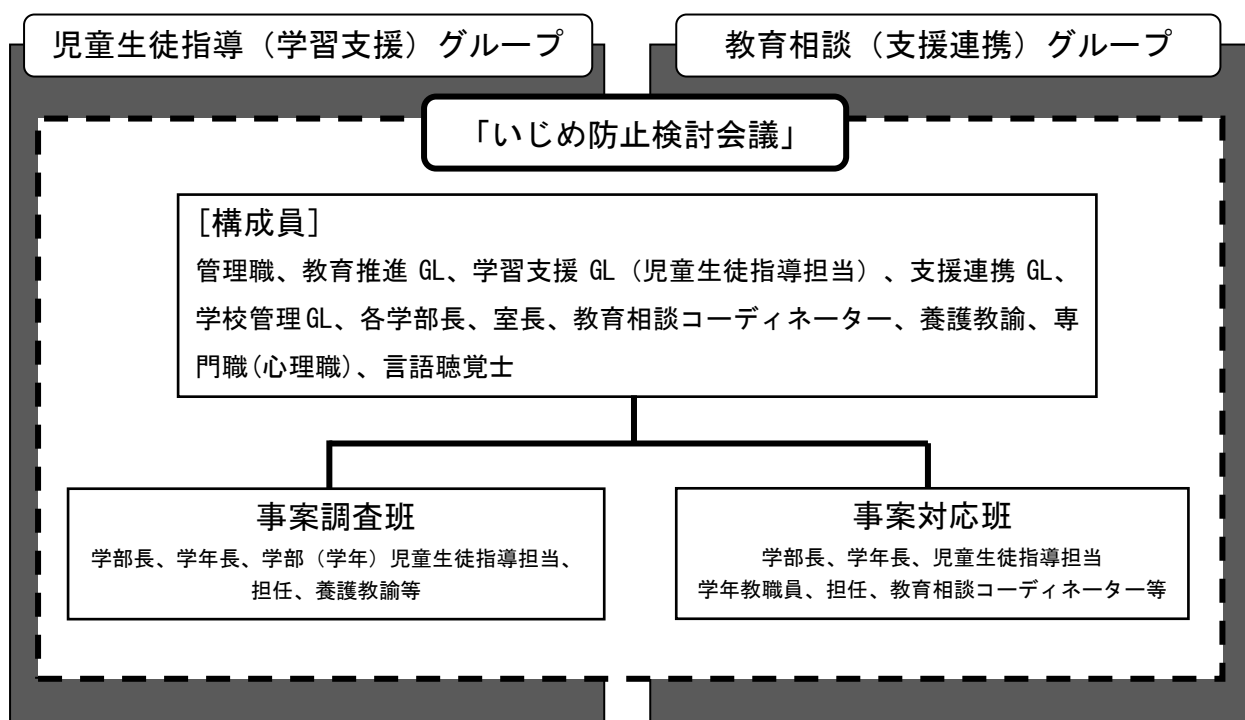 児童生徒指導（学習支援）グループ
教育相談（支援連携）グループ
「いじめ防止検討会議」
[構成員]
管理職、教育推進 GL、学習支援 GL（児童生徒指導担当）、支援連携 GL、
学校管理 GL、各学部長、室長、教育相談コーディネーター、養護教諭、専
門職(心理職)、言語聴覚士
事案調査班
学部長、学年長、学部（学年）児童生徒指導担当、
担任、養護教諭等
事案対応班
学部長、学年長、児童生徒指導担当
学年教職員、担任、教育相談コーディネーター等